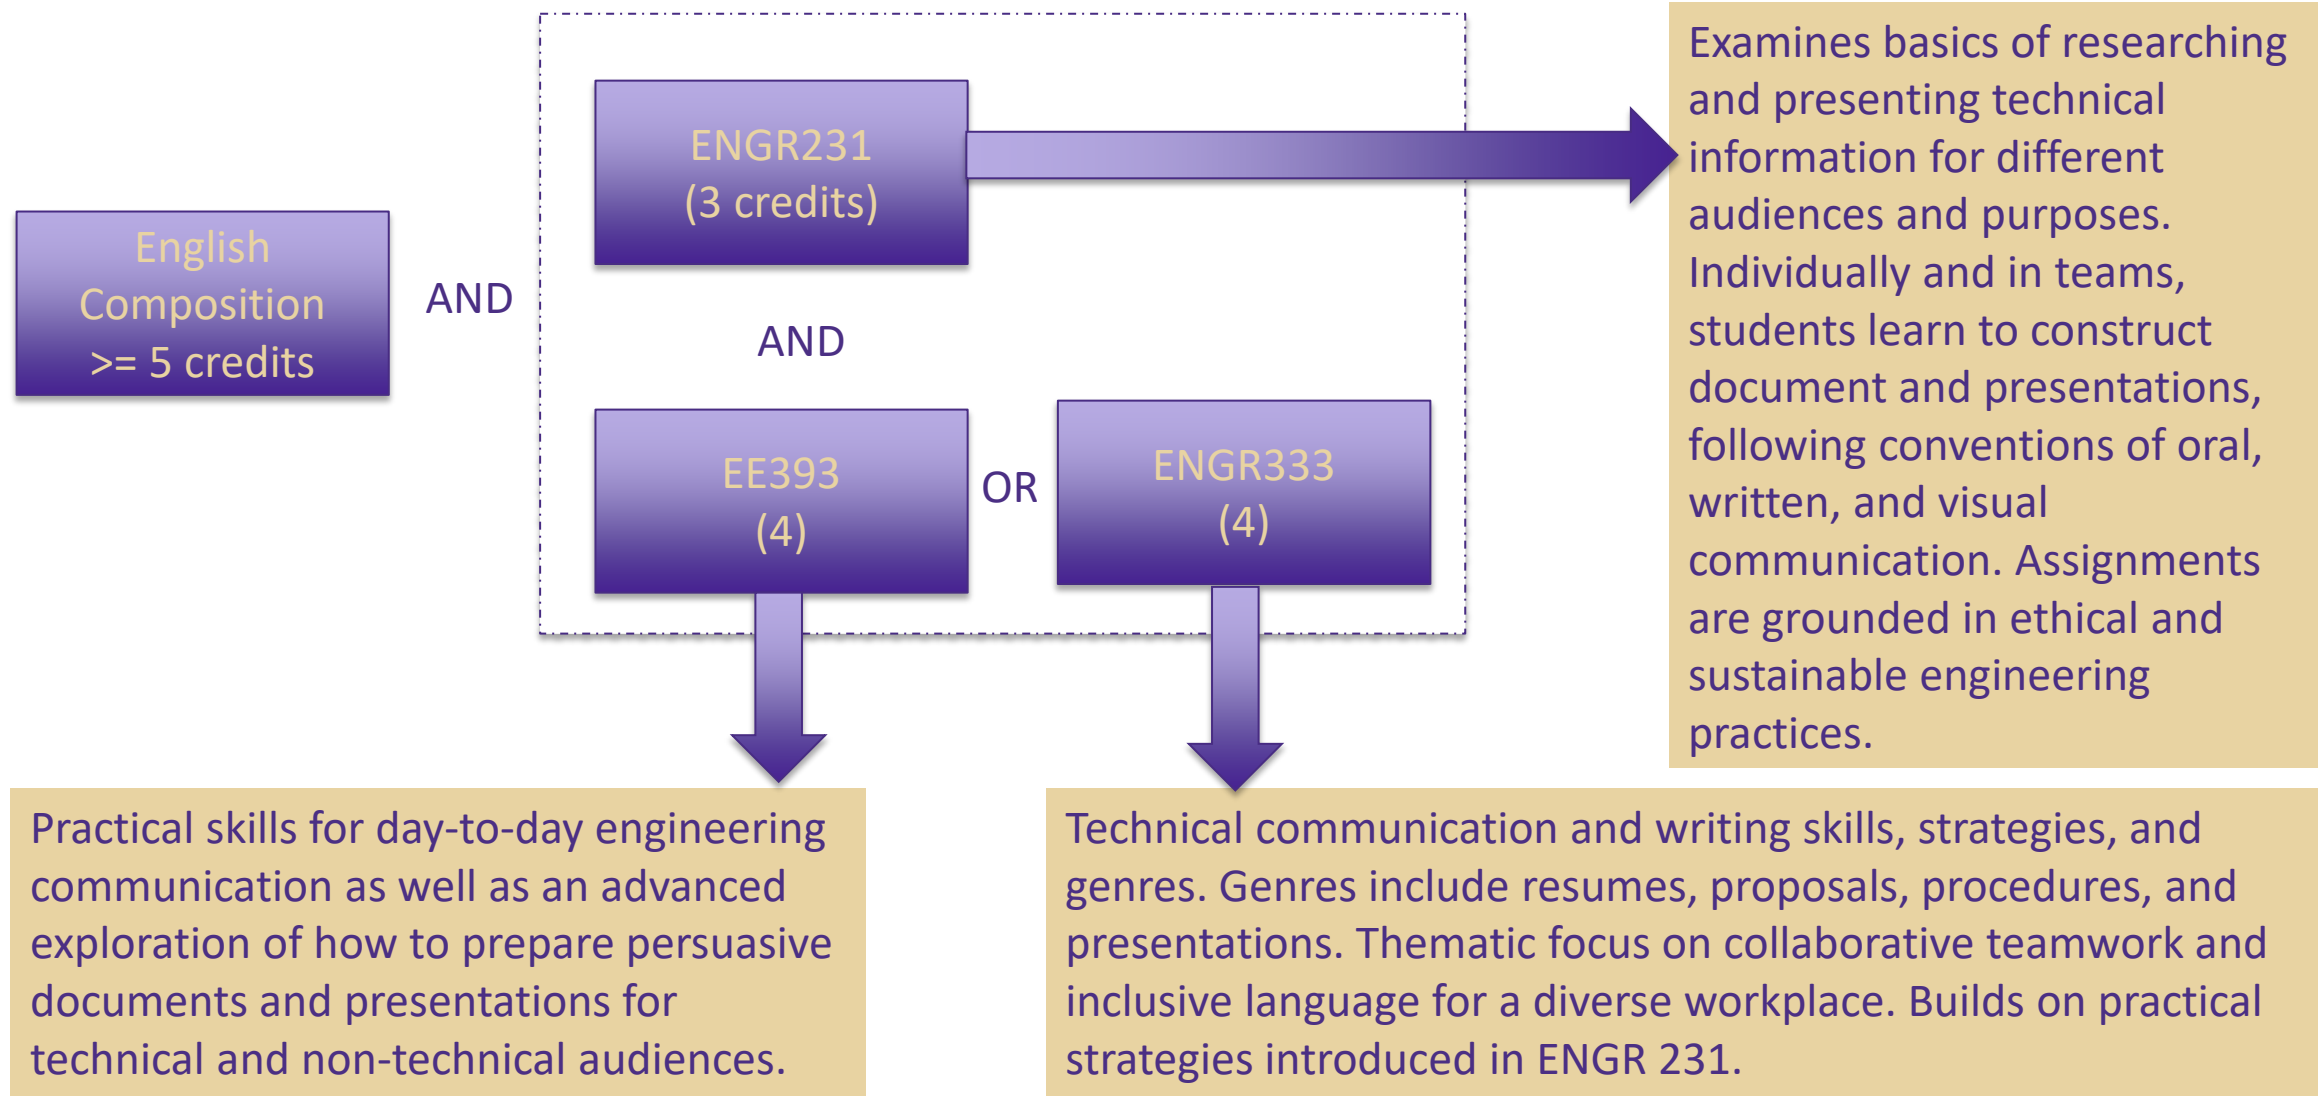 English
Composition
>= 5 credits
AND
ENGR231
(3 credits)
AND
EE393
(4)
OR
ENGR333
(4)
Examines basics of researching
and presenting technical
information for different
audiences and purposes.
Individually and in teams,
students learn to construct
document and presentations,
following conventions of oral,
written, and visual
communication. Assignments
are grounded in ethical and
sustainable engineering
practices.
Practical skills for day-to-day engineering
communication as well as an advanced
exploration of how to prepare persuasive
documents and presentations for
technical and non-technical audiences.
Technical communication and writing skills, strategies, and
genres. Genres include resumes, proposals, procedures, and
presentations. Thematic focus on collaborative teamwork and
inclusive language for a diverse workplace. Builds on practical
strategies introduced in ENGR 231.